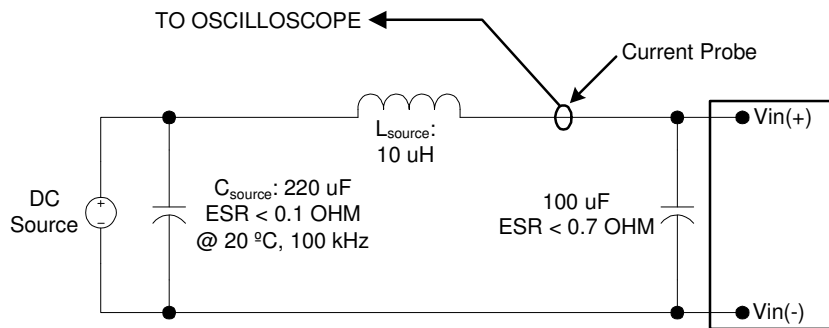 TO OSCILLOSCOPE
Current Probe
Lsource:
10 uH
Vin(+)
DC
Source
+
−
Csource: 220 uF
ESR < 0.1 OHM
@ 20 ºC, 100 kHz
100 uF
ESR < 0.7 OHM
Vin(-)